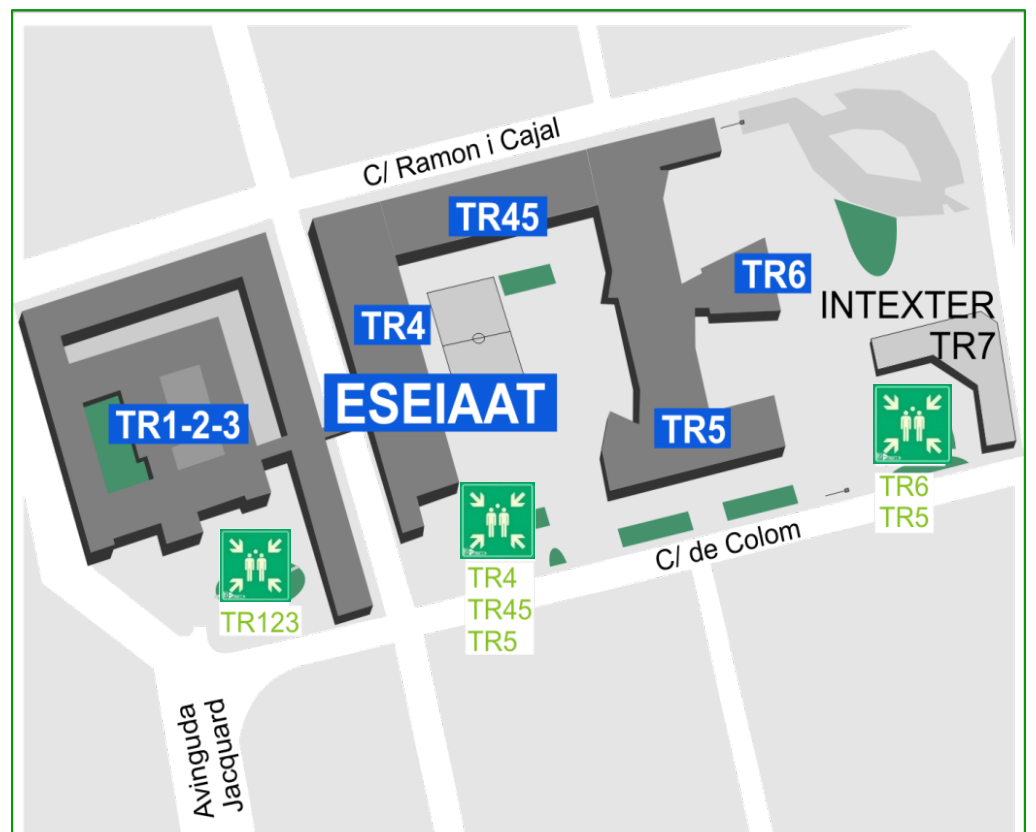 C/ Ramon i Cajal
TR45
TR6
TR4
INTEXTER
TR7
ESEIAAT
TR1-2-3
TR5
TR6
TR5
C/ de Colom
TR4
TR45
TR5
TR123
Avinguda
Jacquard